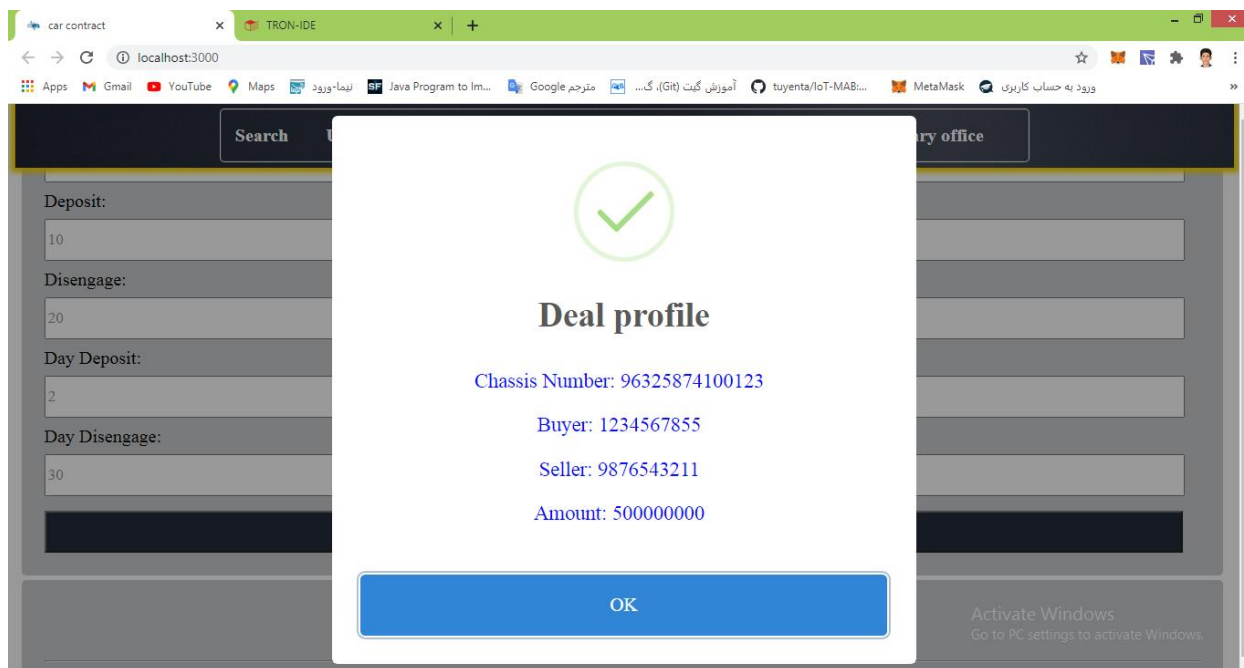 car contract
TRON-IDE
localhost:3000
Apps Gmail YouTube Maps نیما-ورود SF Java Program to Im... مترجم Google آموزش گیت (Git)، گ... tuyenta/IoT-MAB:... MetaMask ورود به حساب کاربری »
Search office
Deposit:
10
Disengage:
20
Day Deposit:
2
Day Disengage:
30
Deal profile
Chassis Number: 96325874100123
Buyer: 1234567855
Seller: 9876543211
Amount: 500000000
OK
Activate Windows
Go to PC settings to activate Windows.